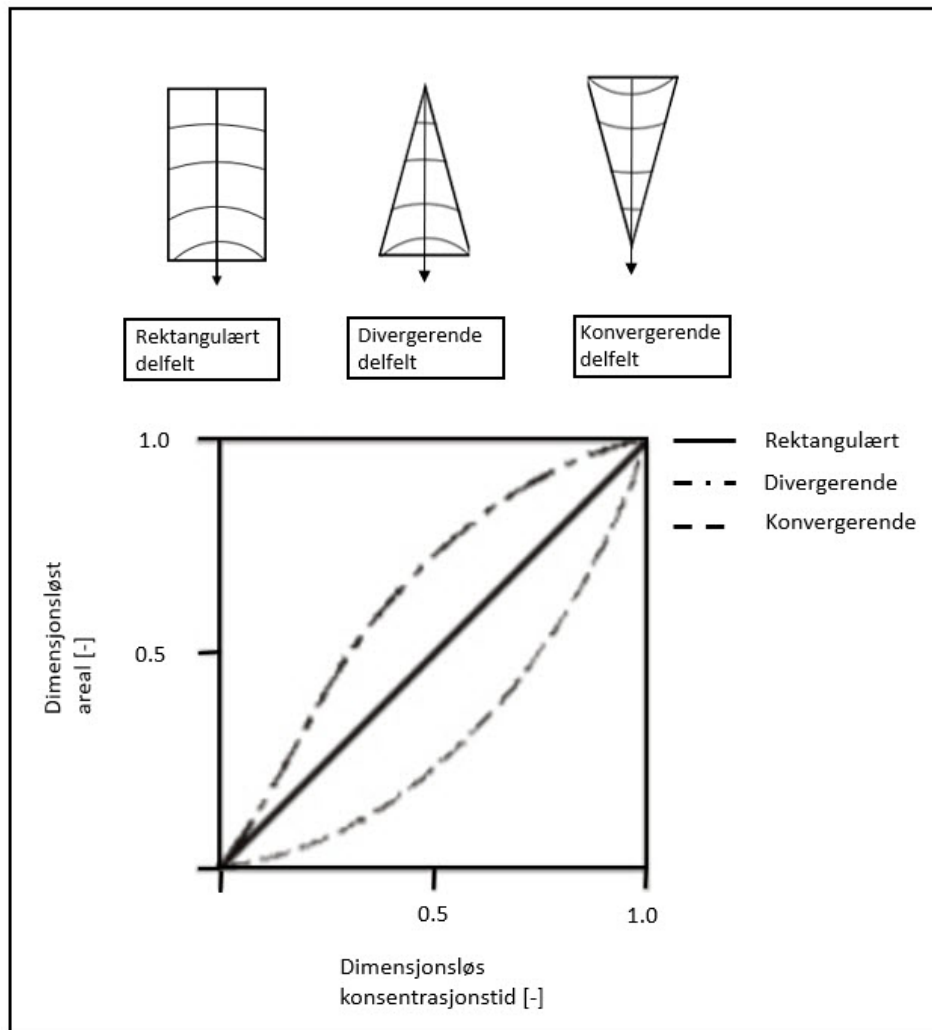 Rektangulært
delfelt
Divergerende
delfelt
Konvergerende
delfelt
1.0
Rektangulært
Divergerende
Konvergerende
Dimensjonsløst
areal [-]
0.5
0.5
1.0
Dimensjonsløs
konsentrasjonstid [-]